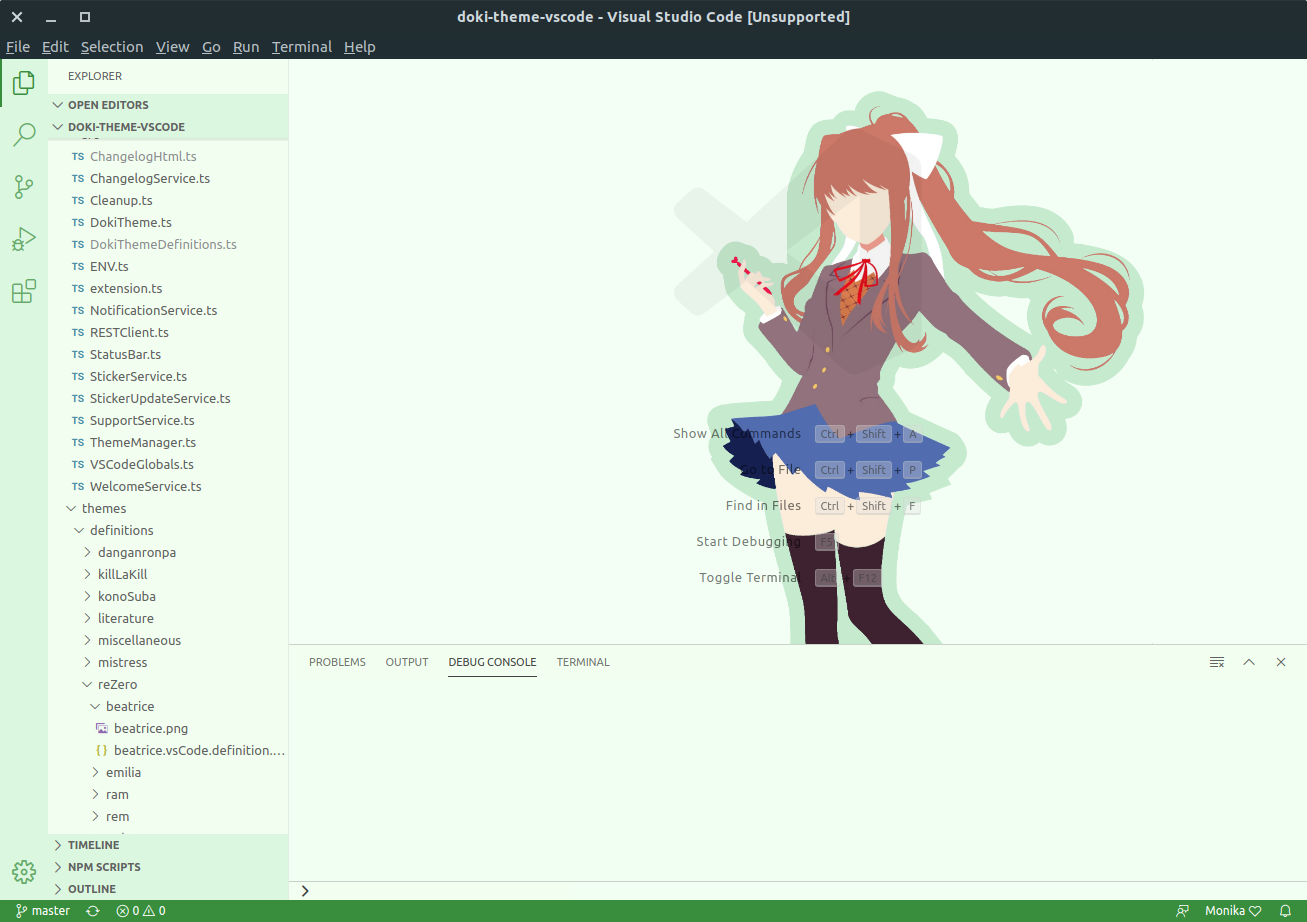 doki-theme-vscode - Visual Studio Code [Unsupported]
File Edit Selection View Go Run Terminal Help
EXPLORER
OPEN EDITORS
DOKI-THEME-VSCODE
TS ChangelogHtml.ts
TS ChangelogService.ts
TS Cleanup.ts
TS DokiTheme.ts
TS DokiThemeDefinitions.ts
TS ENV.ts
TS extension.ts
TS NotificationService.ts
TS RESTClient.ts
TS StatusBar.ts
TS StickerService.ts
TS StickerUpdateService.ts
TS SupportService.ts
TS ThemeManager.ts
TS VSCodeGlobals.ts
TS WelcomeService.ts
themes
definitions
danganronpa
killLaKill
konoSuba
literature
miscellaneous
mistress
reZero
beatrice
beatrice.png
{ } beatrice.vsCode.definition....
emilia
ram
rem
TIMELINE
NPM SCRIPTS
OUTLINE
Show All Commands Ctrl + Shift + A
Go to File Ctrl + Shift + P
Find in Files Ctrl + Shift + F
Start Debugging F5
Toggle Terminal Alt + F12
PROBLEMS OUTPUT DEBUG CONSOLE TERMINAL
master 0 0 Monika